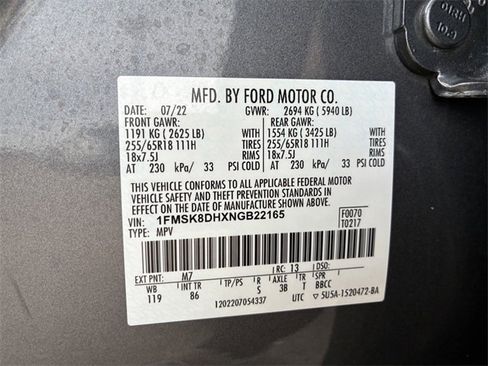 MFD. BY FORD MOTOR CO.
DATE: 07/22 GVWR: 2694 KG ( 5940 LB)
FRONT GAWR: REAR GAWR:
1191 KG ( 2625 LB) WITH 1554 KG ( 3425 LB) WITH
255/65R18 111H TIRES 255/65R18 111H TIRES
18x7.5J RIMS 18x7.5J RIMS
AT 230 kPa/ 33 PSI COLD AT 230 kPa/ 33 PSI COLD
THIS VEHICLE CONFORMS TO ALL APPLICABLE FEDERAL MOTOR
VEHICLE SAFETY AND THEFT PREVENTION STANDARDS IN EFFECT
ON THE DATE OF MANUFACTURE SHOWN ABOVE.
VIN: 1FMSK8DHXNGB22165 F0070
TYPE: MPV T0217
EXT PNT: M7 RC: 13 DSO:
WB INT TR TP/PS R AXLE TR SPR
119 86 S 3B T BBCC
1202207054337 UTC 5U5A-1520472-BA